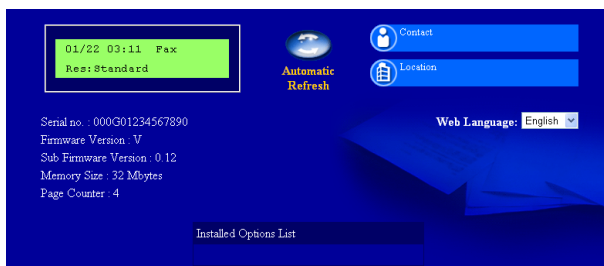 01/22 03:11 Fax
Res:Standard
Automatic
Refresh
Contact
Location
Serial no. : 000G01234567890
Firmware Version : V
Sub Firmware Version : 0.12
Memory Size : 32 Mbytes
Page Counter : 4
Web Language: English
Installed Options List